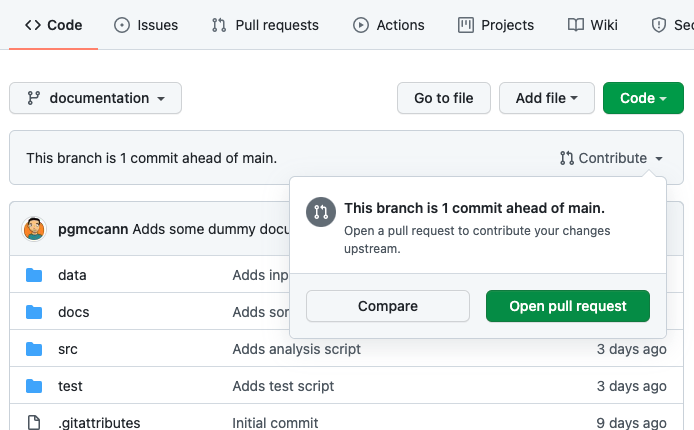 Code Issues Pull requests Actions Projects Wiki Sec
documentation Go to file Add file Code
This branch is 1 commit ahead of main. Contribute
This branch is 1 commit ahead of main.
Open a pull request to contribute your changes
upstream.
Compare Open pull request
pgmccann Adds some dummy docu
data Adds inp
docs Adds son
src Adds analysis script 3 days ago
test Adds test script 3 days ago
.gitattributes Initial commit 9 days ago